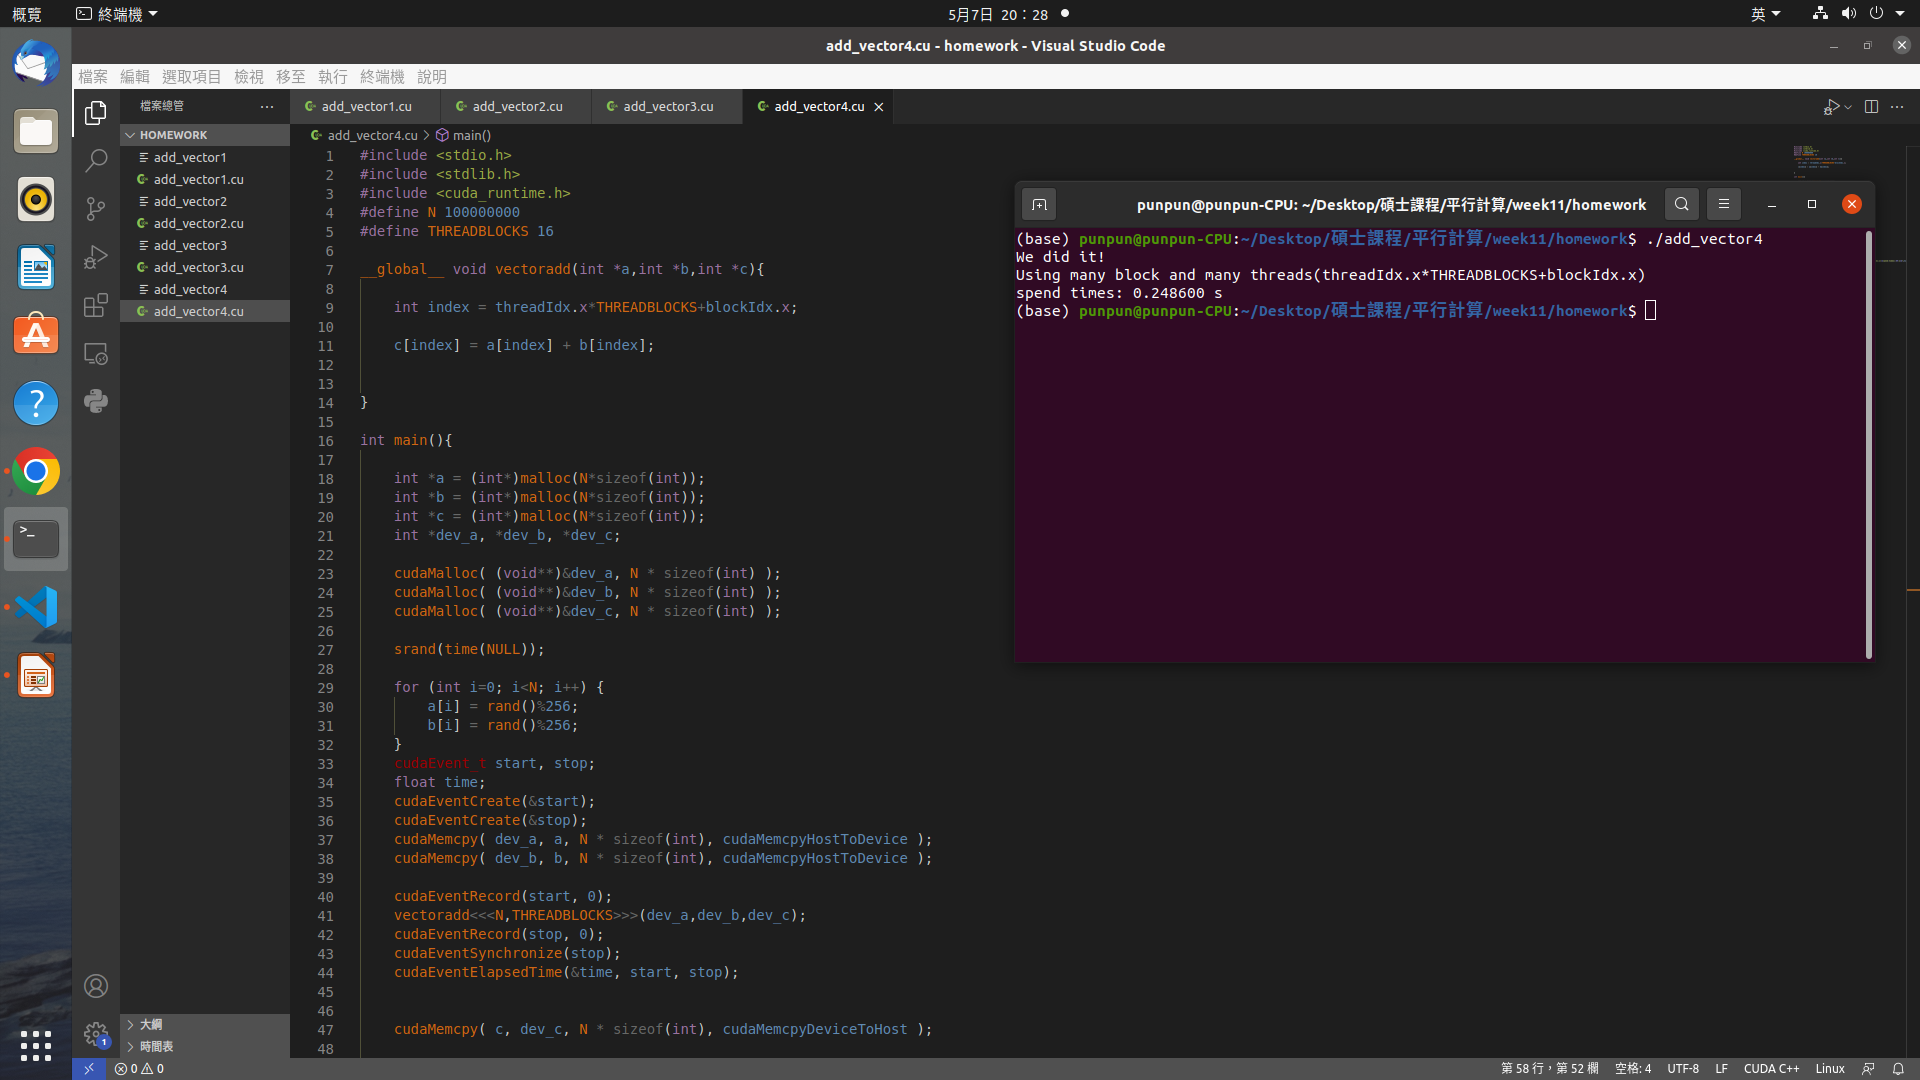 概覽
終端機
5月7日 20：28
英
add_vector4.cu - homework - Visual Studio Code
檔案 編輯 選取項目 檢視 移至 執行 終端機 說明
檔案總管
HOMEWORK
add_vector1
add_vector1.cu
add_vector2
add_vector2.cu
add_vector3
add_vector3.cu
add_vector4
add_vector4.cu
大綱
時間表
add_vector1.cu add_vector2.cu add_vector3.cu add_vector4.cu
add_vector4.cu > main()
1 #include <stdio.h>
2 #include <stdlib.h>
3 #include <cuda_runtime.h>
4 #define N 100000000
5 #define THREADBLOCKS 16
6
7 __global__ void vectoradd(int *a,int *b,int *c){
8
9 int index = threadIdx.x*THREADBLOCKS+blockIdx.x;
10
11 c[index] = a[index] + b[index];
12
13
14 }
15
16 int main(){
17
18 int *a = (int*)malloc(N*sizeof(int));
19 int *b = (int*)malloc(N*sizeof(int));
20 int *c = (int*)malloc(N*sizeof(int));
21 int *dev_a, *dev_b, *dev_c;
22
23 cudaMalloc( (void**)&dev_a, N * sizeof(int) );
24 cudaMalloc( (void**)&dev_b, N * sizeof(int) );
25 cudaMalloc( (void**)&dev_c, N * sizeof(int) );
26
27 srand(time(NULL));
28
29 for (int i=0; i<N; i++) {
30 a[i] = rand()%256;
31 b[i] = rand()%256;
32 }
33 cudaEvent_t start, stop;
34 float time;
35 cudaEventCreate(&start);
36 cudaEventCreate(&stop);
37 cudaMemcpy( dev_a, a, N * sizeof(int), cudaMemcpyHostToDevice );
38 cudaMemcpy( dev_b, b, N * sizeof(int), cudaMemcpyHostToDevice );
39
40 cudaEventRecord(start, 0);
41 vectoradd<<<N,THREADBLOCKS>>>(dev_a,dev_b,dev_c);
42 cudaEventRecord(stop, 0);
43 cudaEventSynchronize(stop);
44 cudaEventElapsedTime(&time, start, stop);
45
46
47 cudaMemcpy( c, dev_c, N * sizeof(int), cudaMemcpyDeviceToHost );
48
punpun@punpun-CPU: ~/Desktop/碩士課程/平行計算/week11/homework
(base) punpun@punpun-CPU:~/Desktop/碩士課程/平行計算/week11/homework$ ./add_vector4
We did it!
Using many block and many threads(threadIdx.x*THREADBLOCKS+blockIdx.x)
spend times: 0.248600 s
(base) punpun@punpun-CPU:~/Desktop/碩士課程/平行計算/week11/homework$
1
0 0
第 58 行，第 52 欄 空格: 4 UTF-8 LF CUDA C++ Linux